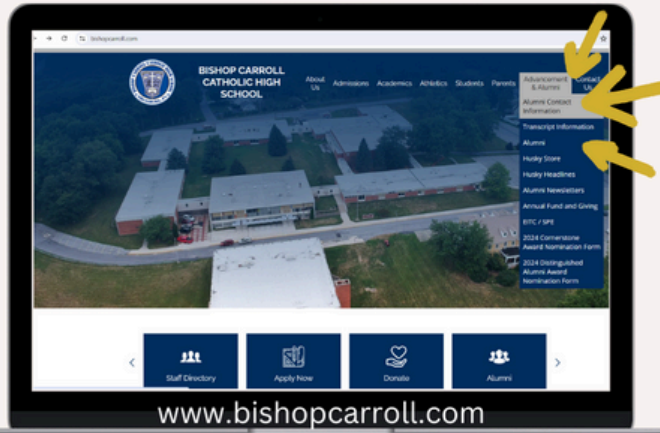 bishopcarroll.com
BISHOP CARROLL
CATHOLIC HIGH
SCHOOL
About
Us
Admissions
Academics
Athletics
Students
Parents
Advancement
& Alumni
Contact
Us
Alumni Contact
Information
Transcript Information
Alumni
Husky Store
Husky Headlines
Alumni Newsletters
Annual Fund and Giving
EITC / SPE
2024 Cornerstone
Award Nomination Form
2024 Distinguished
Alumni Award
Nomination Form
Staff Directory
Apply Now
Donate
Alumni
www.bishopcarroll.com